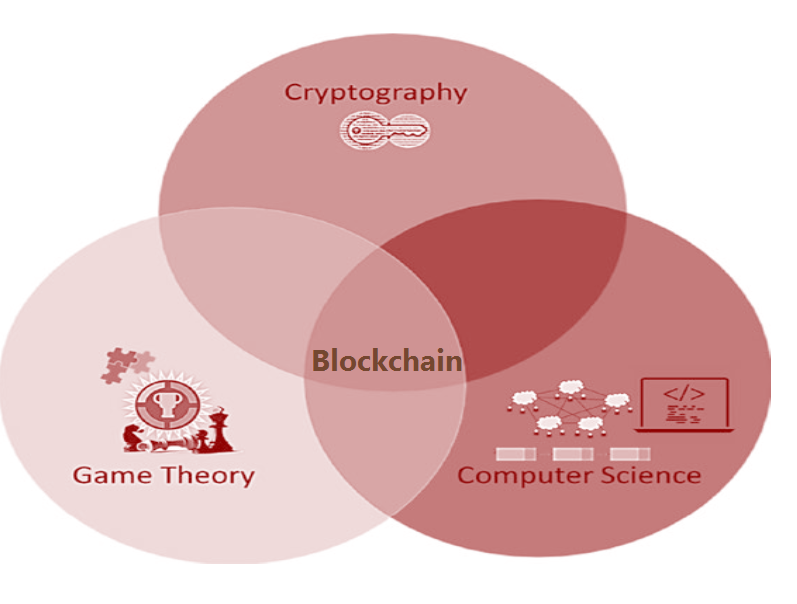 Cryptography
Blockchain
</>
Game Theory
Computer Science